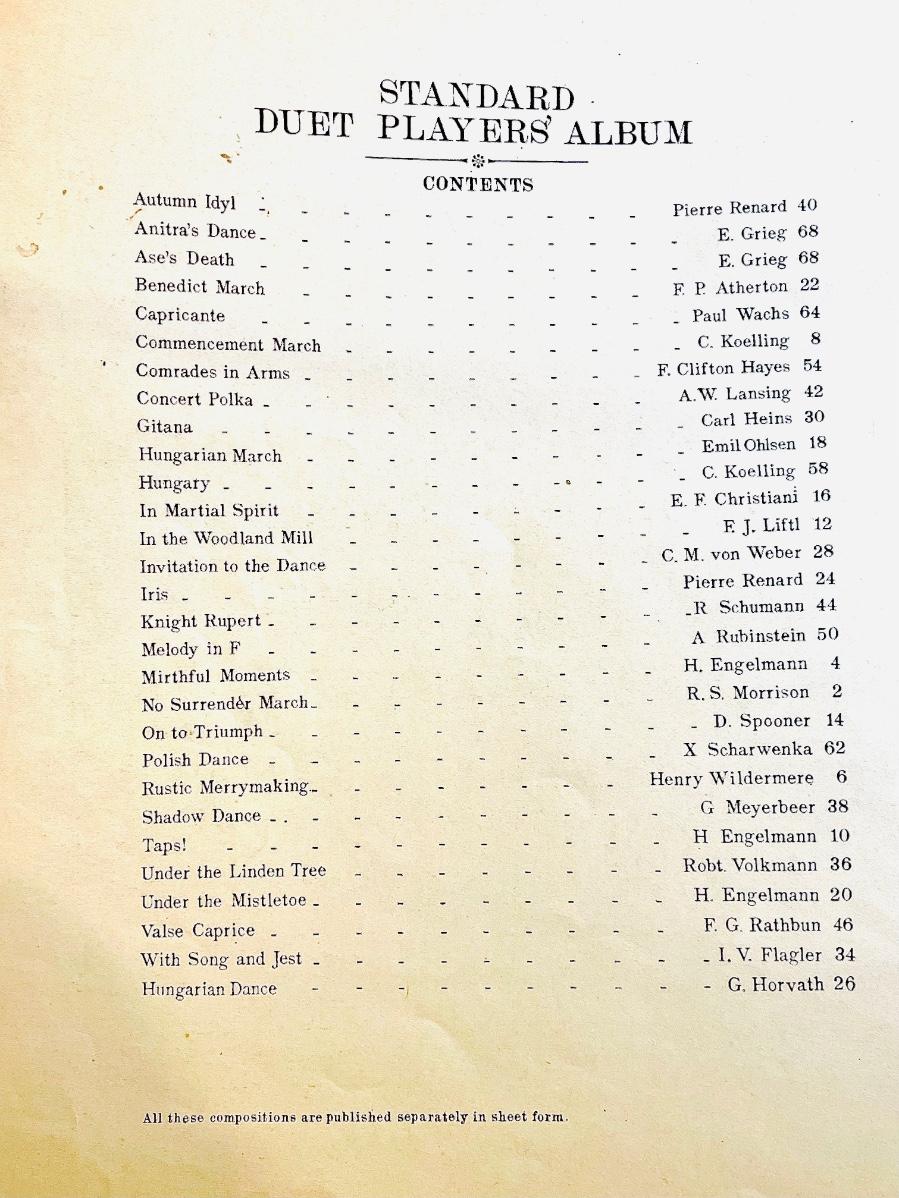 STANDARD
DUET PLAYERS' ALBUM
CONTENTS
Autumn Idyl - - - - - - - - - - Pierre Renard 40
Anitra's Dance - - - - - - - - - - - E. Grieg 68
Ase's Death - - - - - - - - - - - E. Grieg 68
Benedict March - - - - - - - - - F. P. Atherton 22
Capricante - - - - - - - - - - - Paul Wachs 64
Commencement March - - - - - - - - - C. Koelling 8
Comrades in Arms - - - - - - - - - F. Clifton Hayes 54
Concert Polka - - - - - - - - - - A.W. Lansing 42
Gitana - - - - - - - - - - - - Carl Heins 30
Hungarian March - - - - - - - - - - Emil Ohlsen 18
Hungary - - - - - - - - - - - - C. Koelling 58
In Martial Spirit - - - - - - - - - E. F. Christiani 16
In the Woodland Mill - - - - - - - - - F. J. Liftl 12
Invitation to the Dance - - - - - - - - C. M. von Weber 28
Iris - - - - - - - - - - - - Pierre Renard 24
Knight Rupert - - - - - - - - - - - R Schumann 44
Melody in F - - - - - - - - - - A Rubinstein 50
Mirthful Moments - - - - - - - - - H. Engelmann 4
No Surrender March - - - - - - - - - R. S. Morrison 2
On to Triumph - - - - - - - - - - - D. Spooner 14
Polish Dance - - - - - - - - - - X Scharwenka 62
Rustic Merrymaking - - - - - - - - Henry Wildermere 6
Shadow Dance - - - - - - - - - - G Meyerbeer 38
Taps! - - - - - - - - - - - H Engelmann 10
Under the Linden Tree - - - - - - - - Robt. Volkmann 36
Under the Mistletoe - - - - - - - - - H. Engelmann 20
Valse Caprice - - - - - - - - - - F. G. Rathbun 46
With Song and Jest - - - - - - - - - - I. V. Flagler 34
Hungarian Dance - - - - - - - - - - G. Horvath 26
All these compositions are published separately in sheet form.